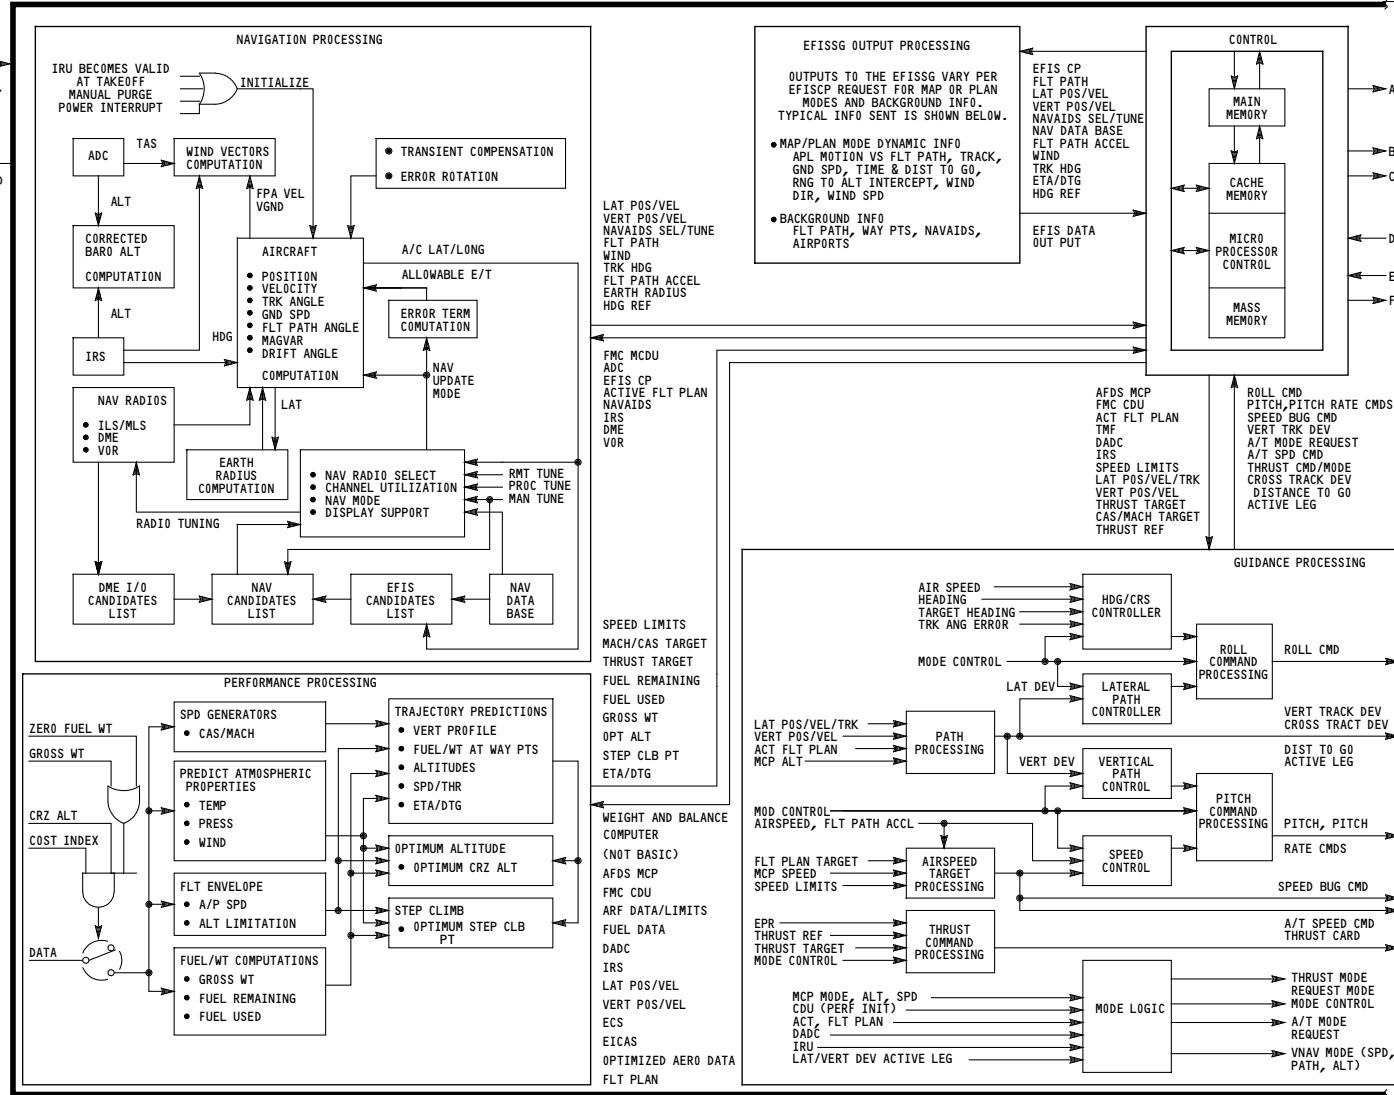 NAVIGATION PROCESSING
IRU BECOMES VALID
AT TAKEOFF
MANUAL PURGE
POWER INTERRUPT
INITIALIZE
ADC
TAS
WIND VECTORS
COMPUTATION
• TRANSIENT COMPENSATION
• ERROR ROTATION
ALT
FPA VEL
VGND
CORRECTED
BARO ALT
COMPUTATION
ALT
IRS
HDG
AIRCRAFT
• POSITION
• VELOCITY
• TRK ANGLE
• GND SPD
• FLT PATH ANGLE
• MAGVAR
• DRIFT ANGLE
COMPUTATION
A/C LAT/LONG
ALLOWABLE E/T
ERROR TERM
COMUTATION
NAV
UPDATE
MODE
NAV RADIOS
• ILS/MLS
• DME
• VOR
LAT
EARTH
RADIUS
COMPUTATION
• NAV RADIO SELECT
• CHANNEL UTILIZATION
• NAV MODE
• DISPLAY SUPPORT
RMT TUNE
PROC TUNE
MAN TUNE
RADIO TUNING
DME I/O
CANDIDATES
LIST
NAV
CANDIDATES
LIST
EFIS
CANDIDATES
LIST
NAV
DATA
BASE
LAT POS/VEL
VERT POS/VEL
NAVAIDS SEL/TUNE
FLT PATH
WIND
TRK HDG
FLT PATH ACCEL
EARTH RADIUS
HDG REF
FMC MCDU
ADC
EFIS CP
ACTIVE FLT PLAN
NAVAIDS
IRS
DME
VOR
EFISSG OUTPUT PROCESSING
OUTPUTS TO THE EFISSG VARY PER
EFISCP REQUEST FOR MAP OR PLAN
MODES AND BACKGROUND INFO.
TYPICAL INFO SENT IS SHOWN BELOW.
• MAP/PLAN MODE DYNAMIC INFO
APL MOTION VS FLT PATH, TRACK,
GND SPD, TIME & DIST TO GO,
RNG TO ALT INTERCEPT, WIND
DIR, WIND SPD
• BACKGROUND INFO
FLT PATH, WAY PTS, NAVAIDS,
AIRPORTS
EFIS CP
FLT PATH
LAT POS/VEL
VERT POS/VEL
NAVAIDS SEL/TUNE
NAV DATA BASE
FLT PATH ACCEL
WIND
TRK HDG
ETA/DTG
HDG REF
EFIS DATA
OUT PUT
CONTROL
MAIN
MEMORY
CACHE
MEMORY
MICRO
PROCESSOR
CONTROL
MASS
MEMORY
A
B
C
D
E
F
AFDS MCP
FMC CDU
ACT FLT PLAN
TMF
DADC
IRS
SPEED LIMITS
LAT POS/VEL/TRK
VERT POS/VEL
THRUST TARGET
CAS/MACH TARGET
THRUST REF
ROLL CMD
PITCH,PITCH RATE CMDS
SPEED BUG CMD
VERT TRK DEV
A/T MODE REQUEST
A/T SPD CMD
THRUST CMD/MODE
CROSS TRACK DEV
DISTANCE TO GO
ACTIVE LEG
PERFORMANCE PROCESSING
ZERO FUEL WT
GROSS WT
CRZ ALT
COST INDEX
DATA
SPD GENERATORS
• CAS/MACH
PREDICT ATMOSPHERIC
PROPERTIES
• TEMP
• PRESS
• WIND
FLT ENVELOPE
• A/P SPD
• ALT LIMITATION
FUEL/WT COMPUTATIONS
• GROSS WT
• FUEL REMAINING
• FUEL USED
TRAJECTORY PREDICTIONS
• VERT PROFILE
• FUEL/WT AT WAY PTS
• ALTITUDES
• SPD/THR
• ETA/DTG
OPTIMUM ALTITUDE
• OPTIMUM CRZ ALT
STEP CLIMB
• OPTIMUM STEP CLB
PT
SPEED LIMITS
MACH/CAS TARGET
THRUST TARGET
FUEL REMAINING
FUEL USED
GROSS WT
OPT ALT
STEP CLB PT
ETA/DTG
WEIGHT AND BALANCE
COMPUTER
(NOT BASIC)
AFDS MCP
FMC CDU
ARF DATA/LIMITS
FUEL DATA
DADC
IRS
LAT POS/VEL
VERT POS/VEL
ECS
EICAS
OPTIMIZED AERO DATA
FLT PLAN
GUIDANCE PROCESSING
AIR SPEED
HEADING
TARGET HEADING
TRK ANG ERROR
MODE CONTROL
HDG/CRS
CONTROLLER
ROLL
COMMAND
PROCESSING
ROLL CMD
LAT DEV
LATERAL
PATH
CONTROLLER
LAT POS/VEL/TRK
VERT POS/VEL
ACT FLT PLAN
MCP ALT
PATH
PROCESSING
VERT TRACK DEV
CROSS TRACT DEV
DIST TO GO
ACTIVE LEG
VERT DEV
VERTICAL
PATH
CONTROL
MOD CONTROL
AIRSPEED, FLT PATH ACCL
PITCH
COMMAND
PROCESSING
PITCH, PITCH
RATE CMDS
FLT PLAN TARGET
MCP SPEED
SPEED LIMITS
AIRSPEED
TARGET
PROCESSING
SPEED
CONTROL
SPEED BUG CMD
EPR
THRUST REF
THRUST TARGET
MODE CONTROL
THRUST
COMMAND
PROCESSING
A/T SPEED CMD
THRUST CARD
MCP MODE, ALT, SPD
CDU (PERF INIT)
ACT, FLT PLAN
DADC
IRU
LAT/VERT DEV ACTIVE LEG
MODE LOGIC
THRUST MODE
REQUEST MODE
MODE CONTROL
A/T MODE
REQUEST
VNAV MODE (SPD,
PATH, ALT)